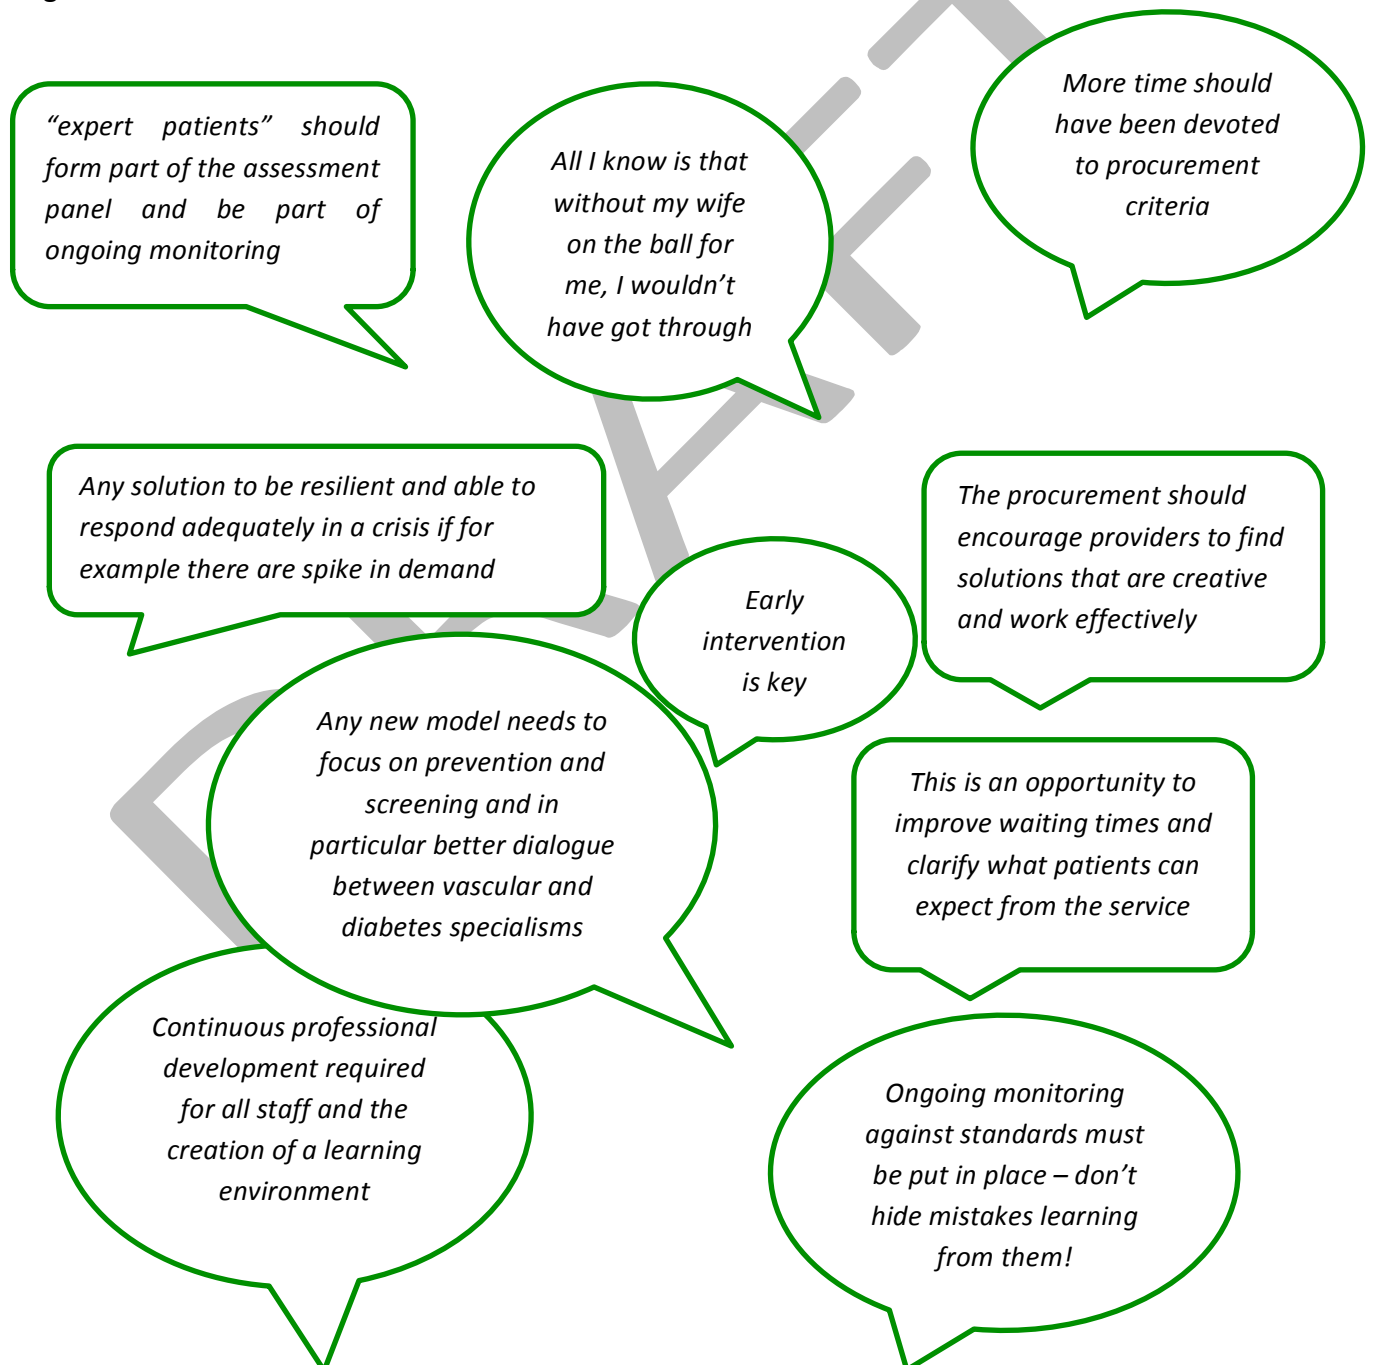 "expert patients" should
form part of the assessment
panel and be part of
ongoing monitoring
All I know is that
without my wife
on the ball for
me, I wouldn't
have got through
More time should
have been devoted
to procurement
criteria
Any solution to be resilient and able to
respond adequately in a crisis if for
example there are spike in demand
Early
intervention
is key
The procurement should
encourage providers to find
solutions that are creative
and work effectively
Any new model needs to
focus on prevention and
screening and in
particular better dialogue
between vascular and
diabetes specialisms
This is an opportunity to
improve waiting times and
clarify what patients can
expect from the service
Continuous professional
development required
for all staff and the
creation of a learning
environment
Ongoing monitoring
against standards must
be put in place – don't
hide mistakes learning
from them!